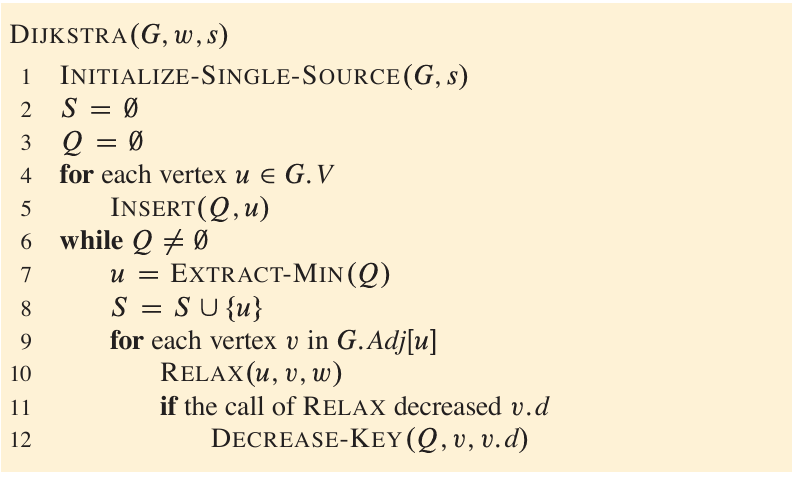 DIJKSTRA(G, w, s)
1 INITIALIZE-SINGLE-SOURCE(G, s)
2 S = ∅
3 Q = ∅
4 for each vertex u ∈ G.V
5 INSERT(Q, u)
6 while Q ≠ ∅
7 u = EXTRACT-MIN(Q)
8 S = S ∪ {u}
9 for each vertex v in G.Adj[u]
10 RELAX(u, v, w)
11 if the call of RELAX decreased v.d
12 DECREASE-KEY(Q, v, v.d)